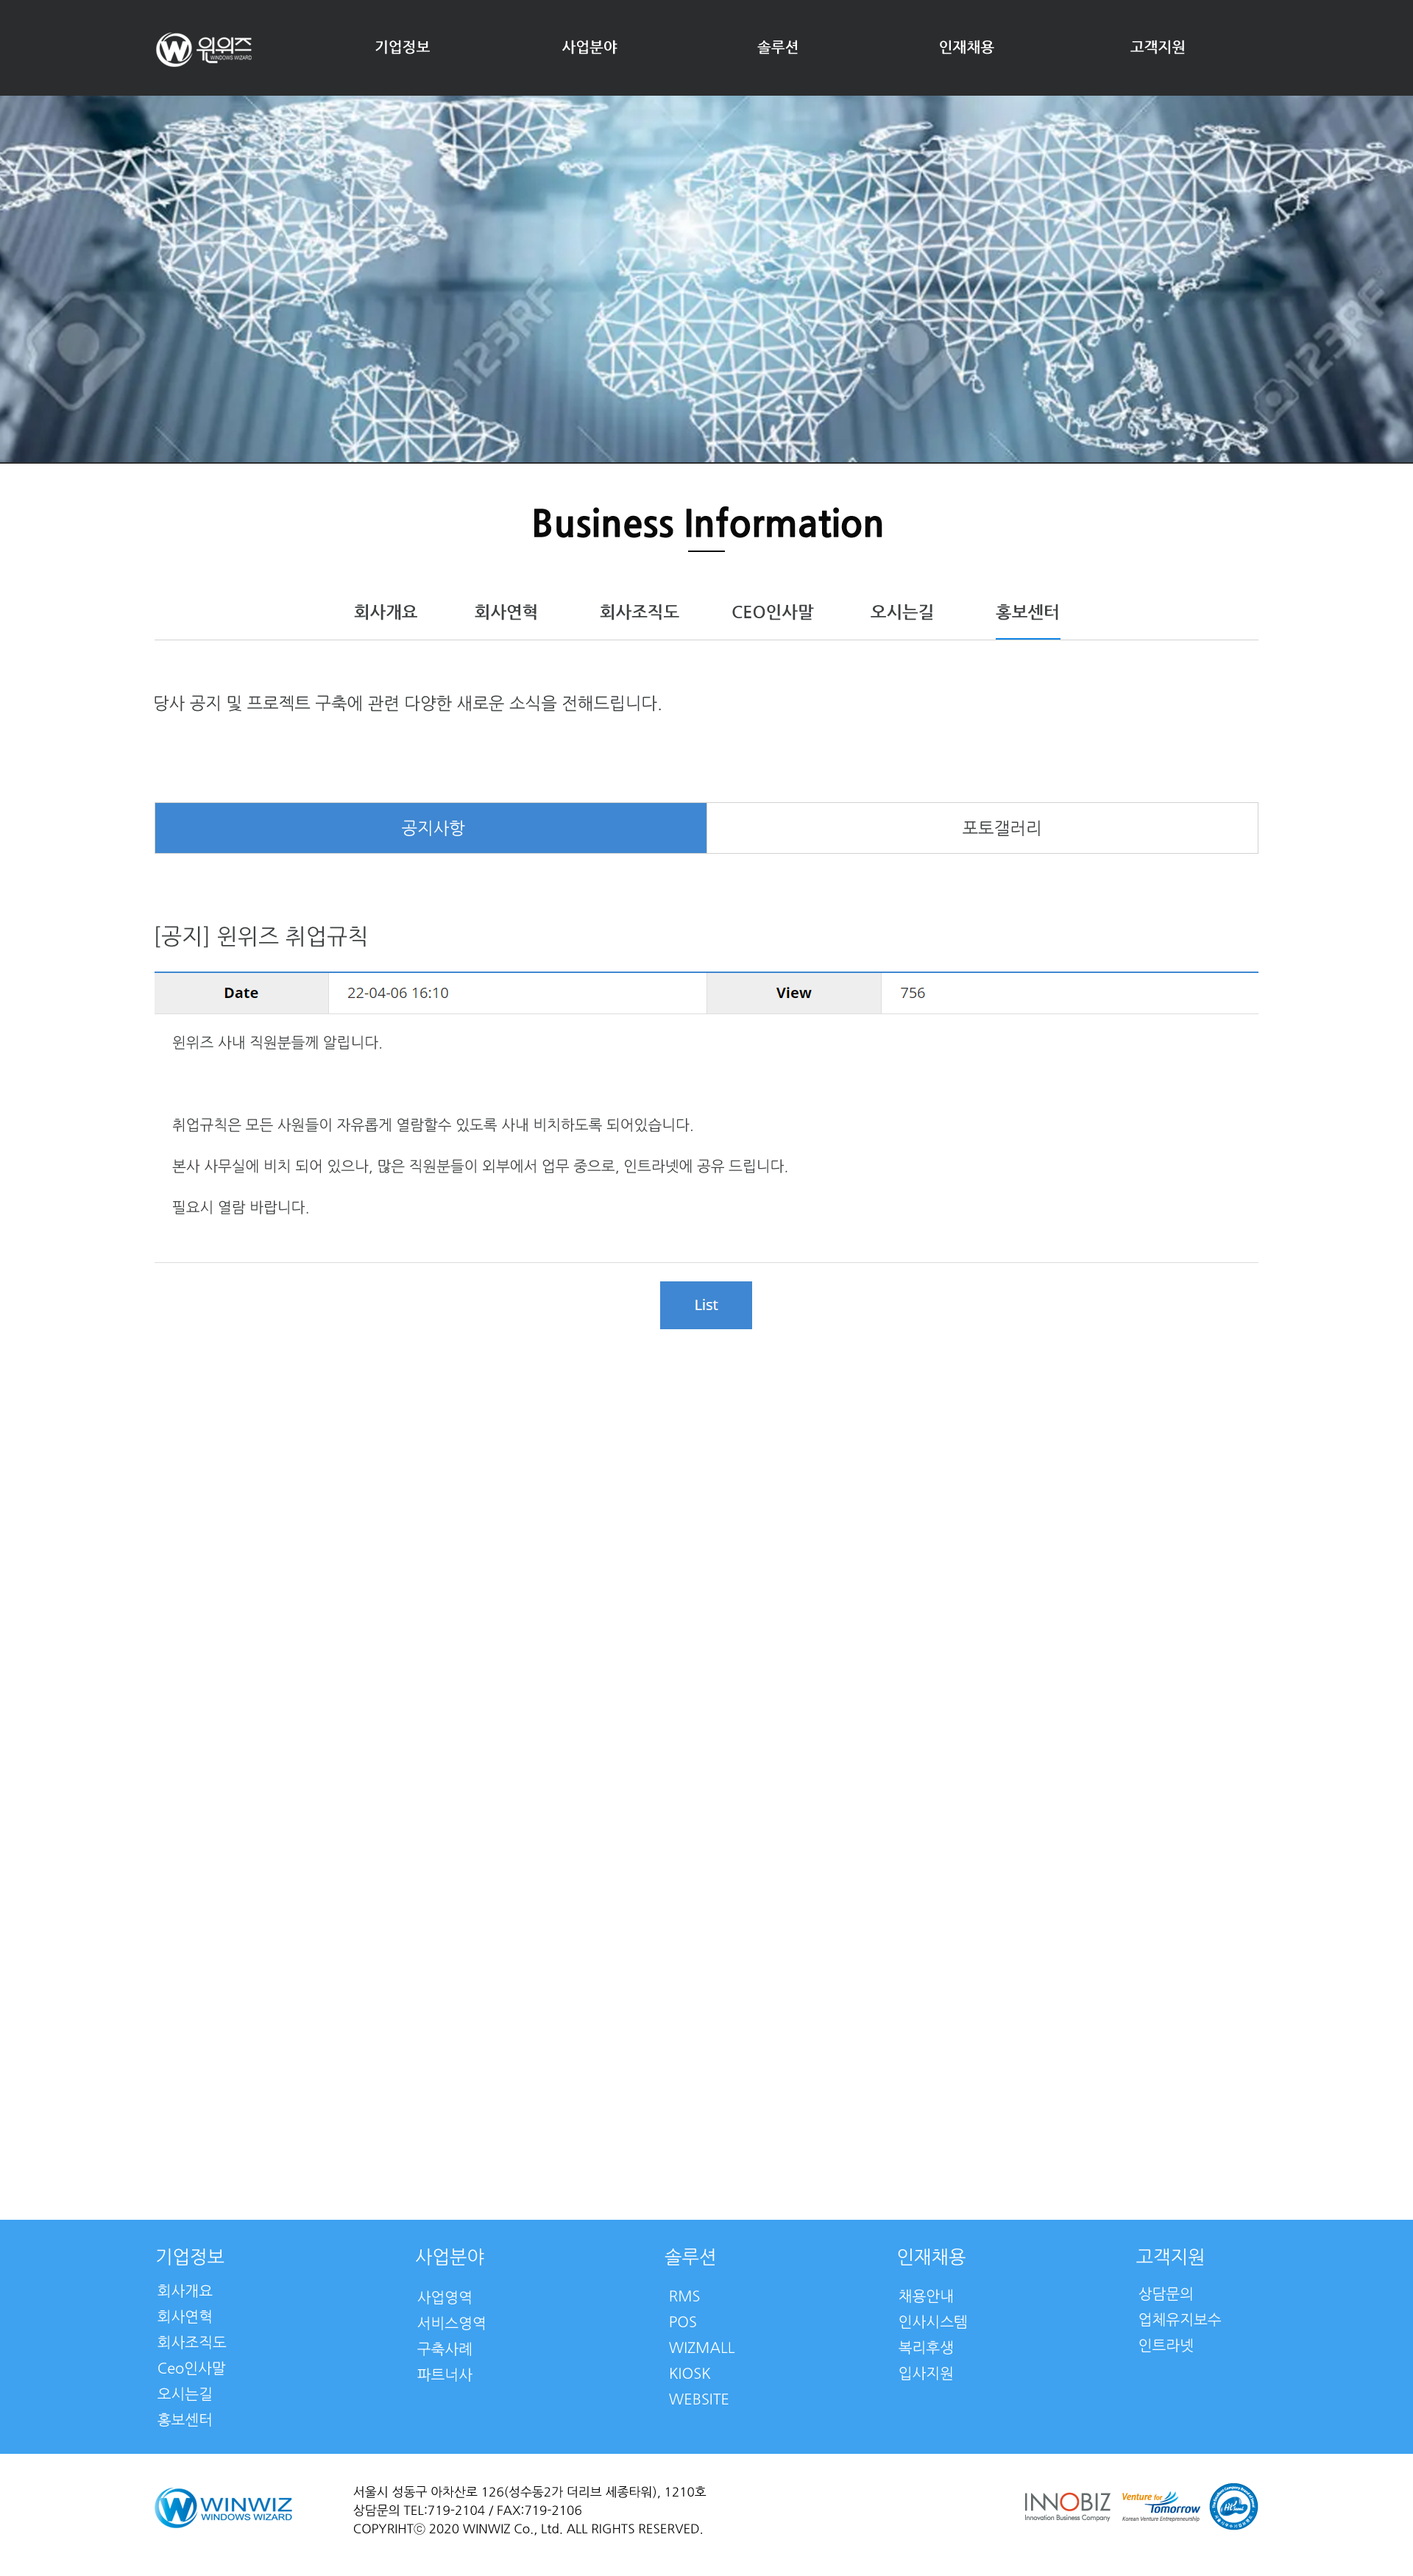 윈위즈
WINDOWS WIZARD
기업정보
사업분야
솔루션
인재채용
고객지원
123RF
123RF
Business Information
회사개요
회사연혁
회사조직도
CEO인사말
오시는길
홍보센터
당사 공지 및 프로젝트 구축에 관련 다양한 새로운 소식을 전해드립니다.
공지사항
포토갤러리
[공지] 윈위즈 취업규칙
Date 22-04-06 16:10 View 756
윈위즈 사내 직원분들께 알립니다.
취업규칙은 모든 사원들이 자유롭게 열람할수 있도록 사내 비치하도록 되어있습니다.
본사 사무실에 비치 되어 있으나, 많은 직원분들이 외부에서 업무 중으로, 인트라넷에 공유 드립니다.
필요시 열람 바랍니다.
List
기업정보
회사개요
회사연혁
회사조직도
Ceo인사말
오시는길
홍보센터
사업분야
사업영역
서비스영역
구축사례
파트너사
솔루션
RMS
POS
WIZMALL
KIOSK
WEBSITE
인재채용
채용안내
인사시스템
복리후생
입사지원
고객지원
상담문의
업체유지보수
인트라넷
WINWIZ
WINDOWS WIZARD
서울시 성동구 아차산로 126(성수동2가 더리브 세종타워), 1210호
상담문의 TEL:719-2104 / FAX:719-2106
COPYRIHTⓒ 2020 WINWIZ Co., Ltd. ALL RIGHTS RESERVED.
INNOBIZ
Innovation Business Company
Venture for
Tomorrow
Korean Venture Entrepreneurship